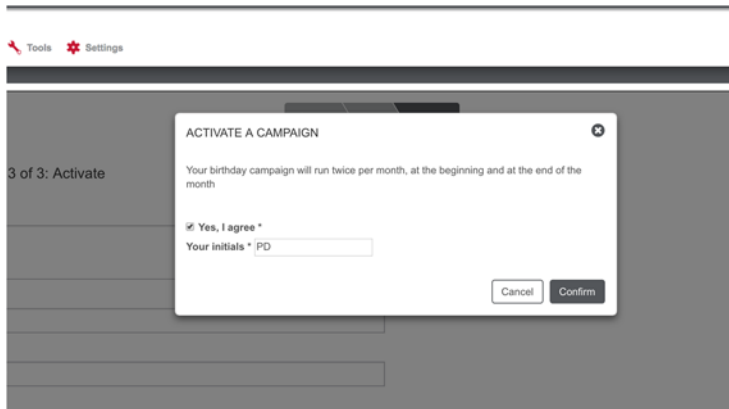 Tools Settings
ACTIVATE A CAMPAIGN
3 of 3: Activate
Your birthday campaign will run twice per month, at the beginning and at the end of the
month
Yes, I agree *
Your initials * PD
Cancel Confirm